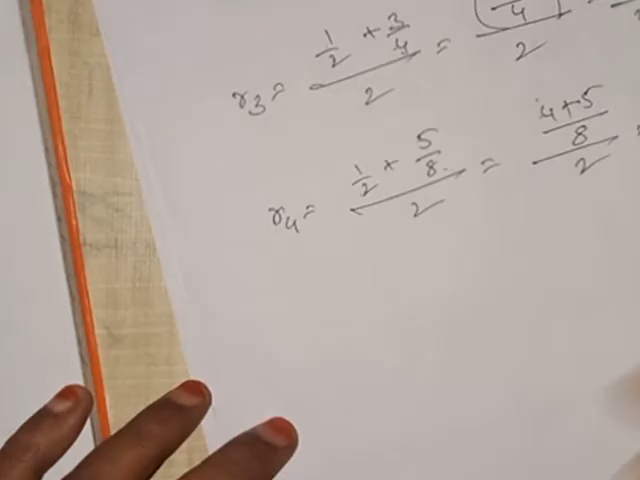 r3 = (1/2 + 3/4)/2 = (/4)/2
r4 = (1/2 + 5/8)/2 = ((4+5)/8)/2 =